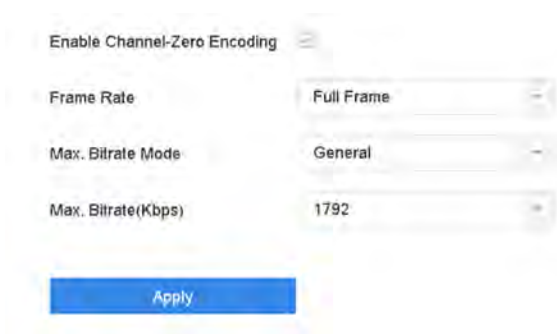 Enable Channel-Zero Encoding
Frame Rate Full Frame
Max. Bitrate Mode General
Max. Bitrate(Kbps) 1792
Apply